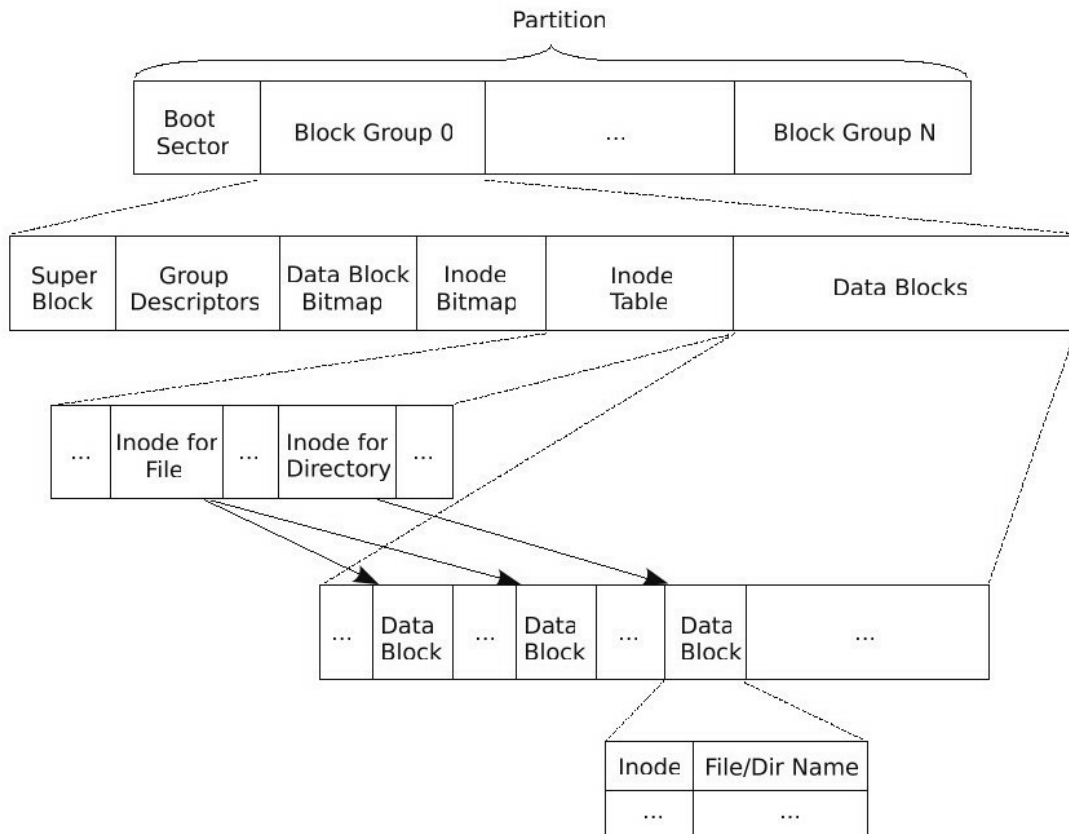 Partition
Boot
Sector
Block Group 0
...
Block Group N
Super
Block
Group
Descriptors
Data Block
Bitmap
Inode
Bitmap
Inode
Table
Data Blocks
...
Inode for
File
...
Inode for
Directory
...
...
Data
Block
...
Data
Block
...
Data
Block
...
Inode
File/Dir Name
...
...